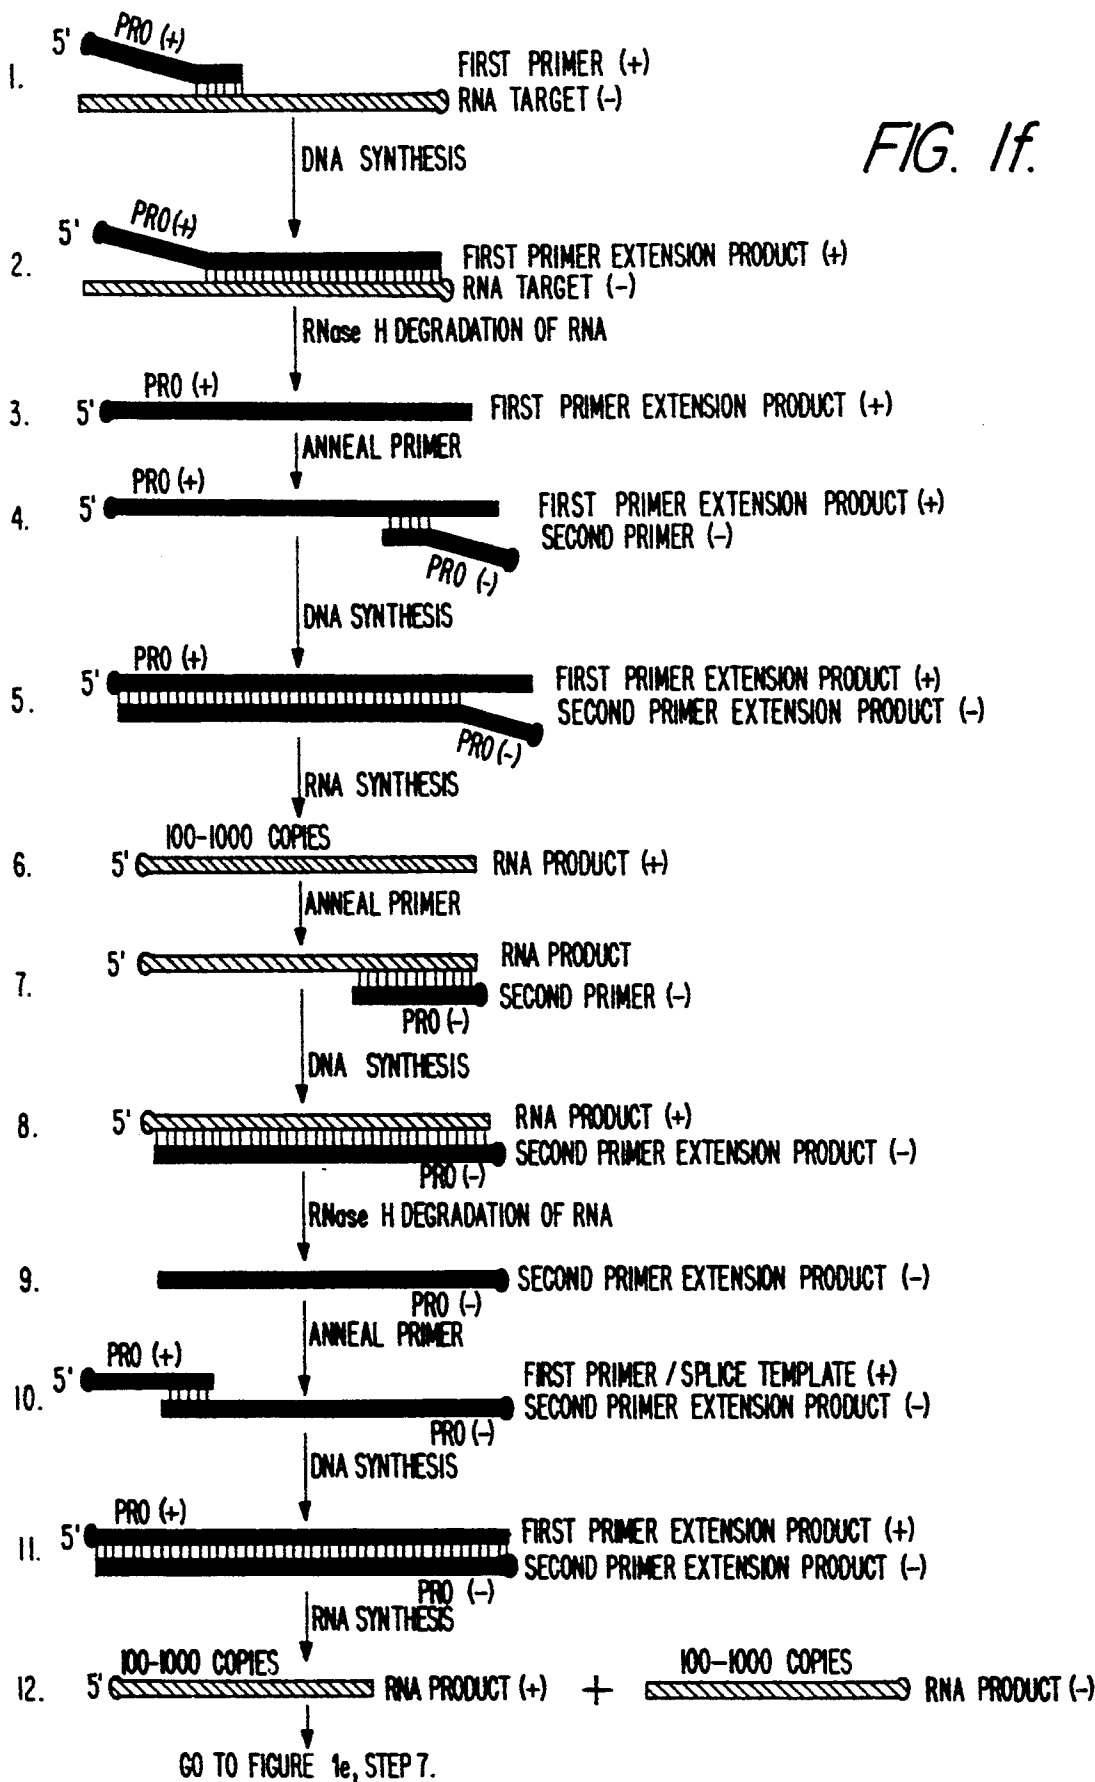 FIG. 1f.
1.
5'
PRO (+)
FIRST PRIMER (+)
RNA TARGET (-)
DNA SYNTHESIS
2.
5'
PRO (+)
FIRST PRIMER EXTENSION PRODUCT (+)
RNA TARGET (-)
RNase H DEGRADATION OF RNA
3.
5'
PRO (+)
FIRST PRIMER EXTENSION PRODUCT (+)
ANNEAL PRIMER
4.
5'
PRO (+)
FIRST PRIMER EXTENSION PRODUCT (+)
SECOND PRIMER (-)
PRO (-)
DNA SYNTHESIS
5.
5'
PRO (+)
FIRST PRIMER EXTENSION PRODUCT (+)
SECOND PRIMER EXTENSION PRODUCT (-)
PRO (-)
RNA SYNTHESIS
6.
5'
100-1000 COPIES
RNA PRODUCT (+)
ANNEAL PRIMER
7.
5'
RNA PRODUCT
SECOND PRIMER (-)
PRO (-)
DNA SYNTHESIS
8.
5'
RNA PRODUCT (+)
SECOND PRIMER EXTENSION PRODUCT (-)
PRO (-)
RNase H DEGRADATION OF RNA
9.
SECOND PRIMER EXTENSION PRODUCT (-)
PRO (-)
ANNEAL PRIMER
10.
5'
PRO (+)
FIRST PRIMER / SPLICE TEMPLATE (+)
SECOND PRIMER EXTENSION PRODUCT (-)
PRO (-)
DNA SYNTHESIS
11.
5'
PRO (+)
FIRST PRIMER EXTENSION PRODUCT (+)
SECOND PRIMER EXTENSION PRODUCT (-)
PRO (-)
RNA SYNTHESIS
12.
5'
100-1000 COPIES
RNA PRODUCT (+)
+
100-1000 COPIES
RNA PRODUCT (-)
GO TO FIGURE 1e, STEP 7.